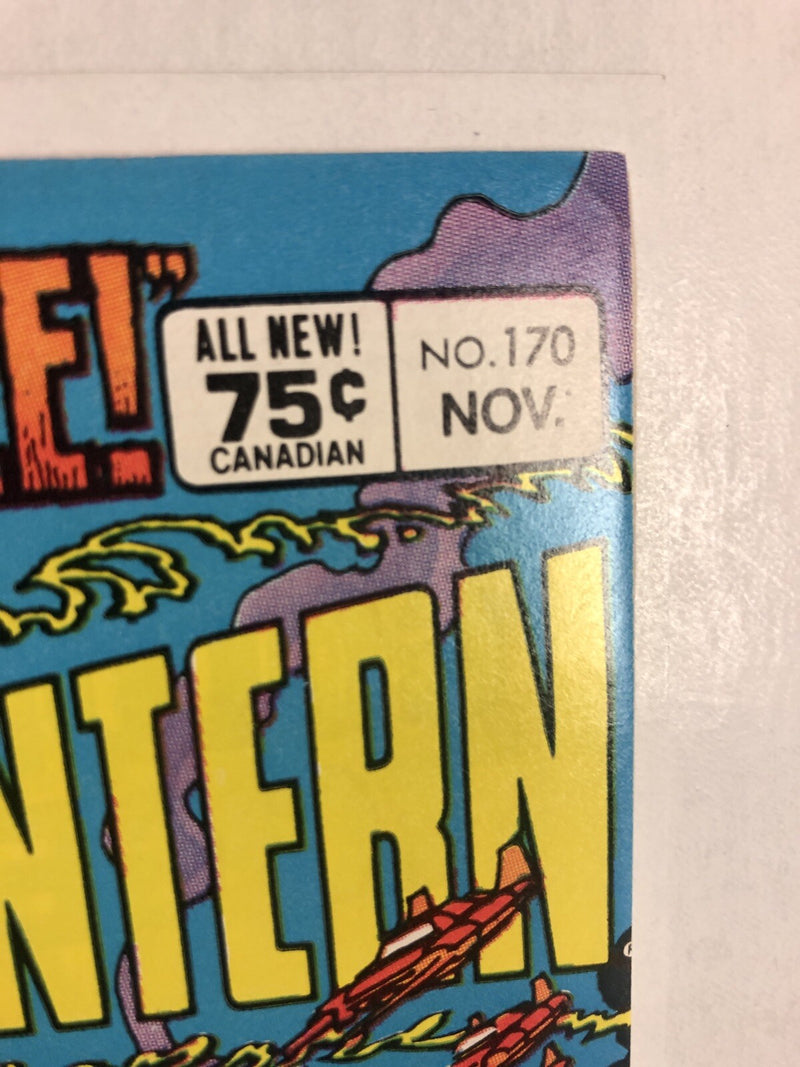 E!”
ALL NEW!
75¢
CANADIAN
NO.170
NOV.
NTERN